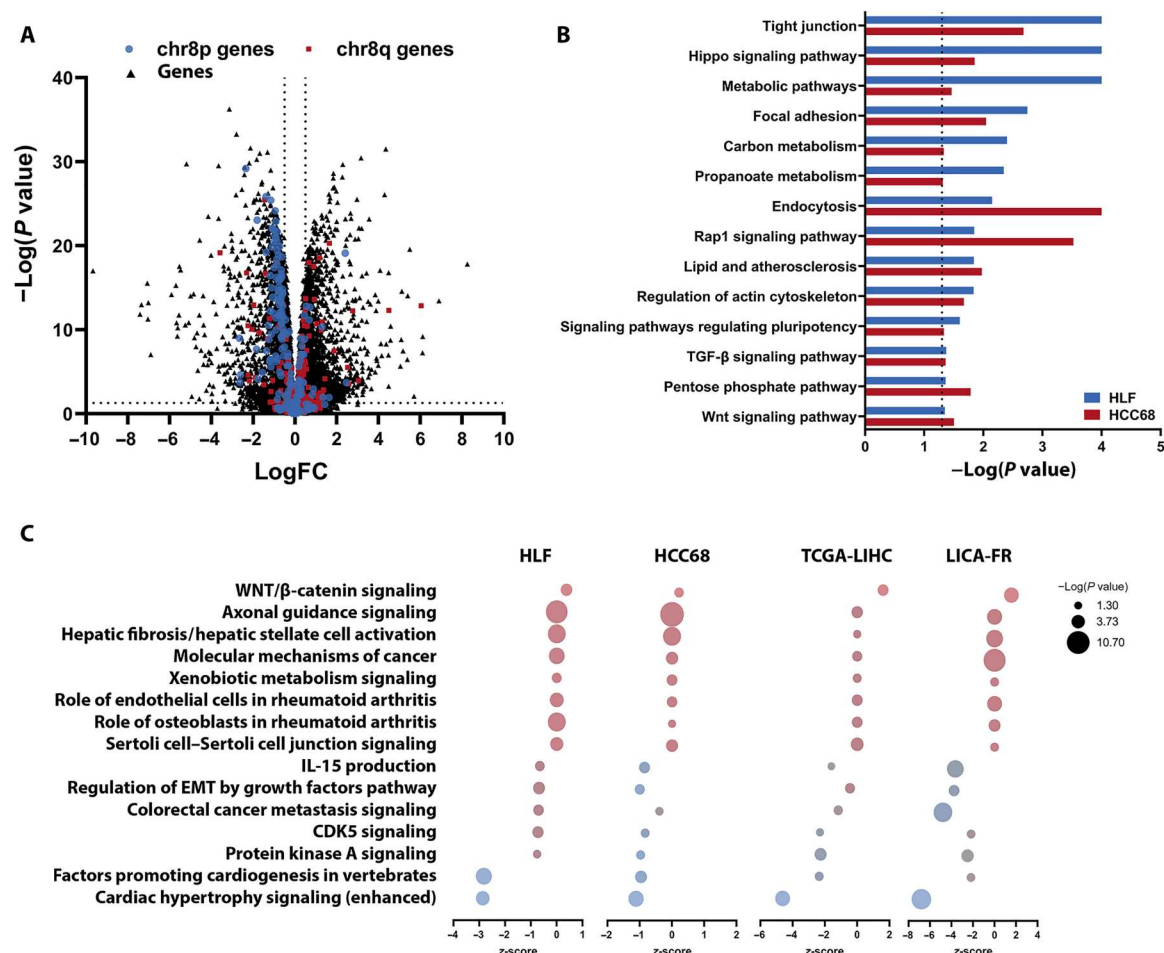 A
chr8p genes
chr8q genes
Genes
40
30
20
10
0
−Log(P value)
−10 −8 −6 −4 −2 0 2 4 6 8 10
LogFC
B
Tight junction
Hippo signaling pathway
Metabolic pathways
Focal adhesion
Carbon metabolism
Propanoate metabolism
Endocytosis
Rap1 signaling pathway
Lipid and atherosclerosis
Regulation of actin cytoskeleton
Signaling pathways regulating pluripotency
TGF-β signaling pathway
Pentose phosphate pathway
Wnt signaling pathway
HLF
HCC68
0 1 2 3 4 5
−Log(P value)
C
HLF HCC68 TCGA-LIHC LICA-FR
WNT/β-catenin signaling
Axonal guidance signaling
Hepatic fibrosis/hepatic stellate cell activation
Molecular mechanisms of cancer
Xenobiotic metabolism signaling
Role of endothelial cells in rheumatoid arthritis
Role of osteoblasts in rheumatoid arthritis
Sertoli cell–Sertoli cell junction signaling
IL-15 production
Regulation of EMT by growth factors pathway
Colorectal cancer metastasis signaling
CDK5 signaling
Protein kinase A signaling
Factors promoting cardiogenesis in vertebrates
Cardiac hypertrophy signaling (enhanced)
−Log(P value)
1.30
3.73
10.70
−4 −3 −2 −1 0 1
−2 −1 0 1 2
−6 −4 −2 0 2
−8 −6 −4 −2 0 2 4
z-score z-score z-score z-score